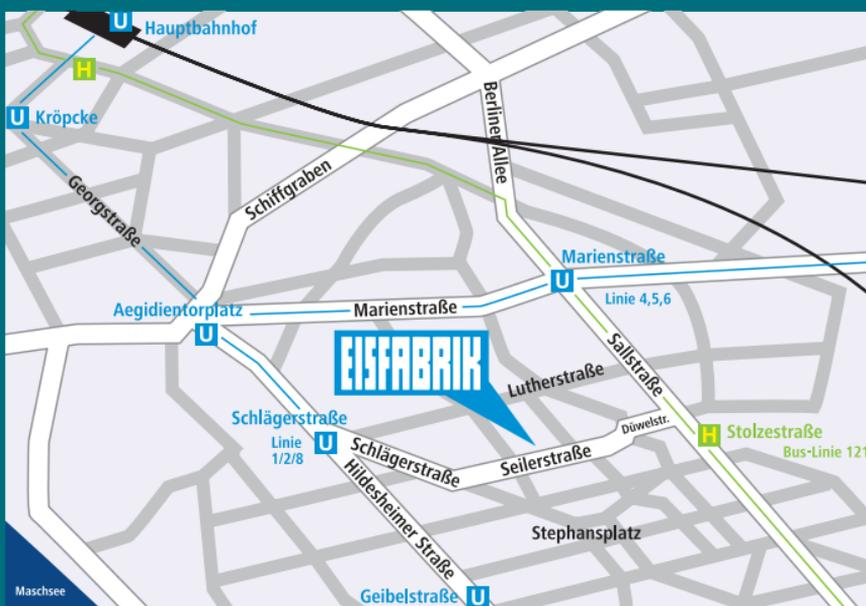 U
Hauptbahnhof
H
U
Kröpcke
Berliner Allee
Georgstraße
Schiffgraben
Marienstraße
U
Linie 4,5,6
Aegidientorplatz
U
Marienstraße
EISFABRIK
Sallstraße
Lutherstraße
Schlägerstraße
U
Linie
1/2/8
Düwelstr.
H
Stolzestraße
Bus-Linie 121
Schlägerstraße
Seilerstraße
Hildesheimer Straße
Stephansplatz
Maschsee
Geibelstraße
U